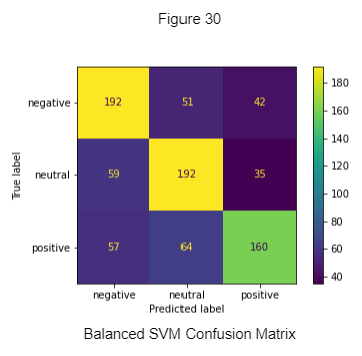 Figure 30
negative 192 51 42
neutral 59 192 35
positive 57 64 160
True label
negative neutral positive
Predicted label
180
160
140
120
100
80
60
40
Balanced SVM Confusion Matrix